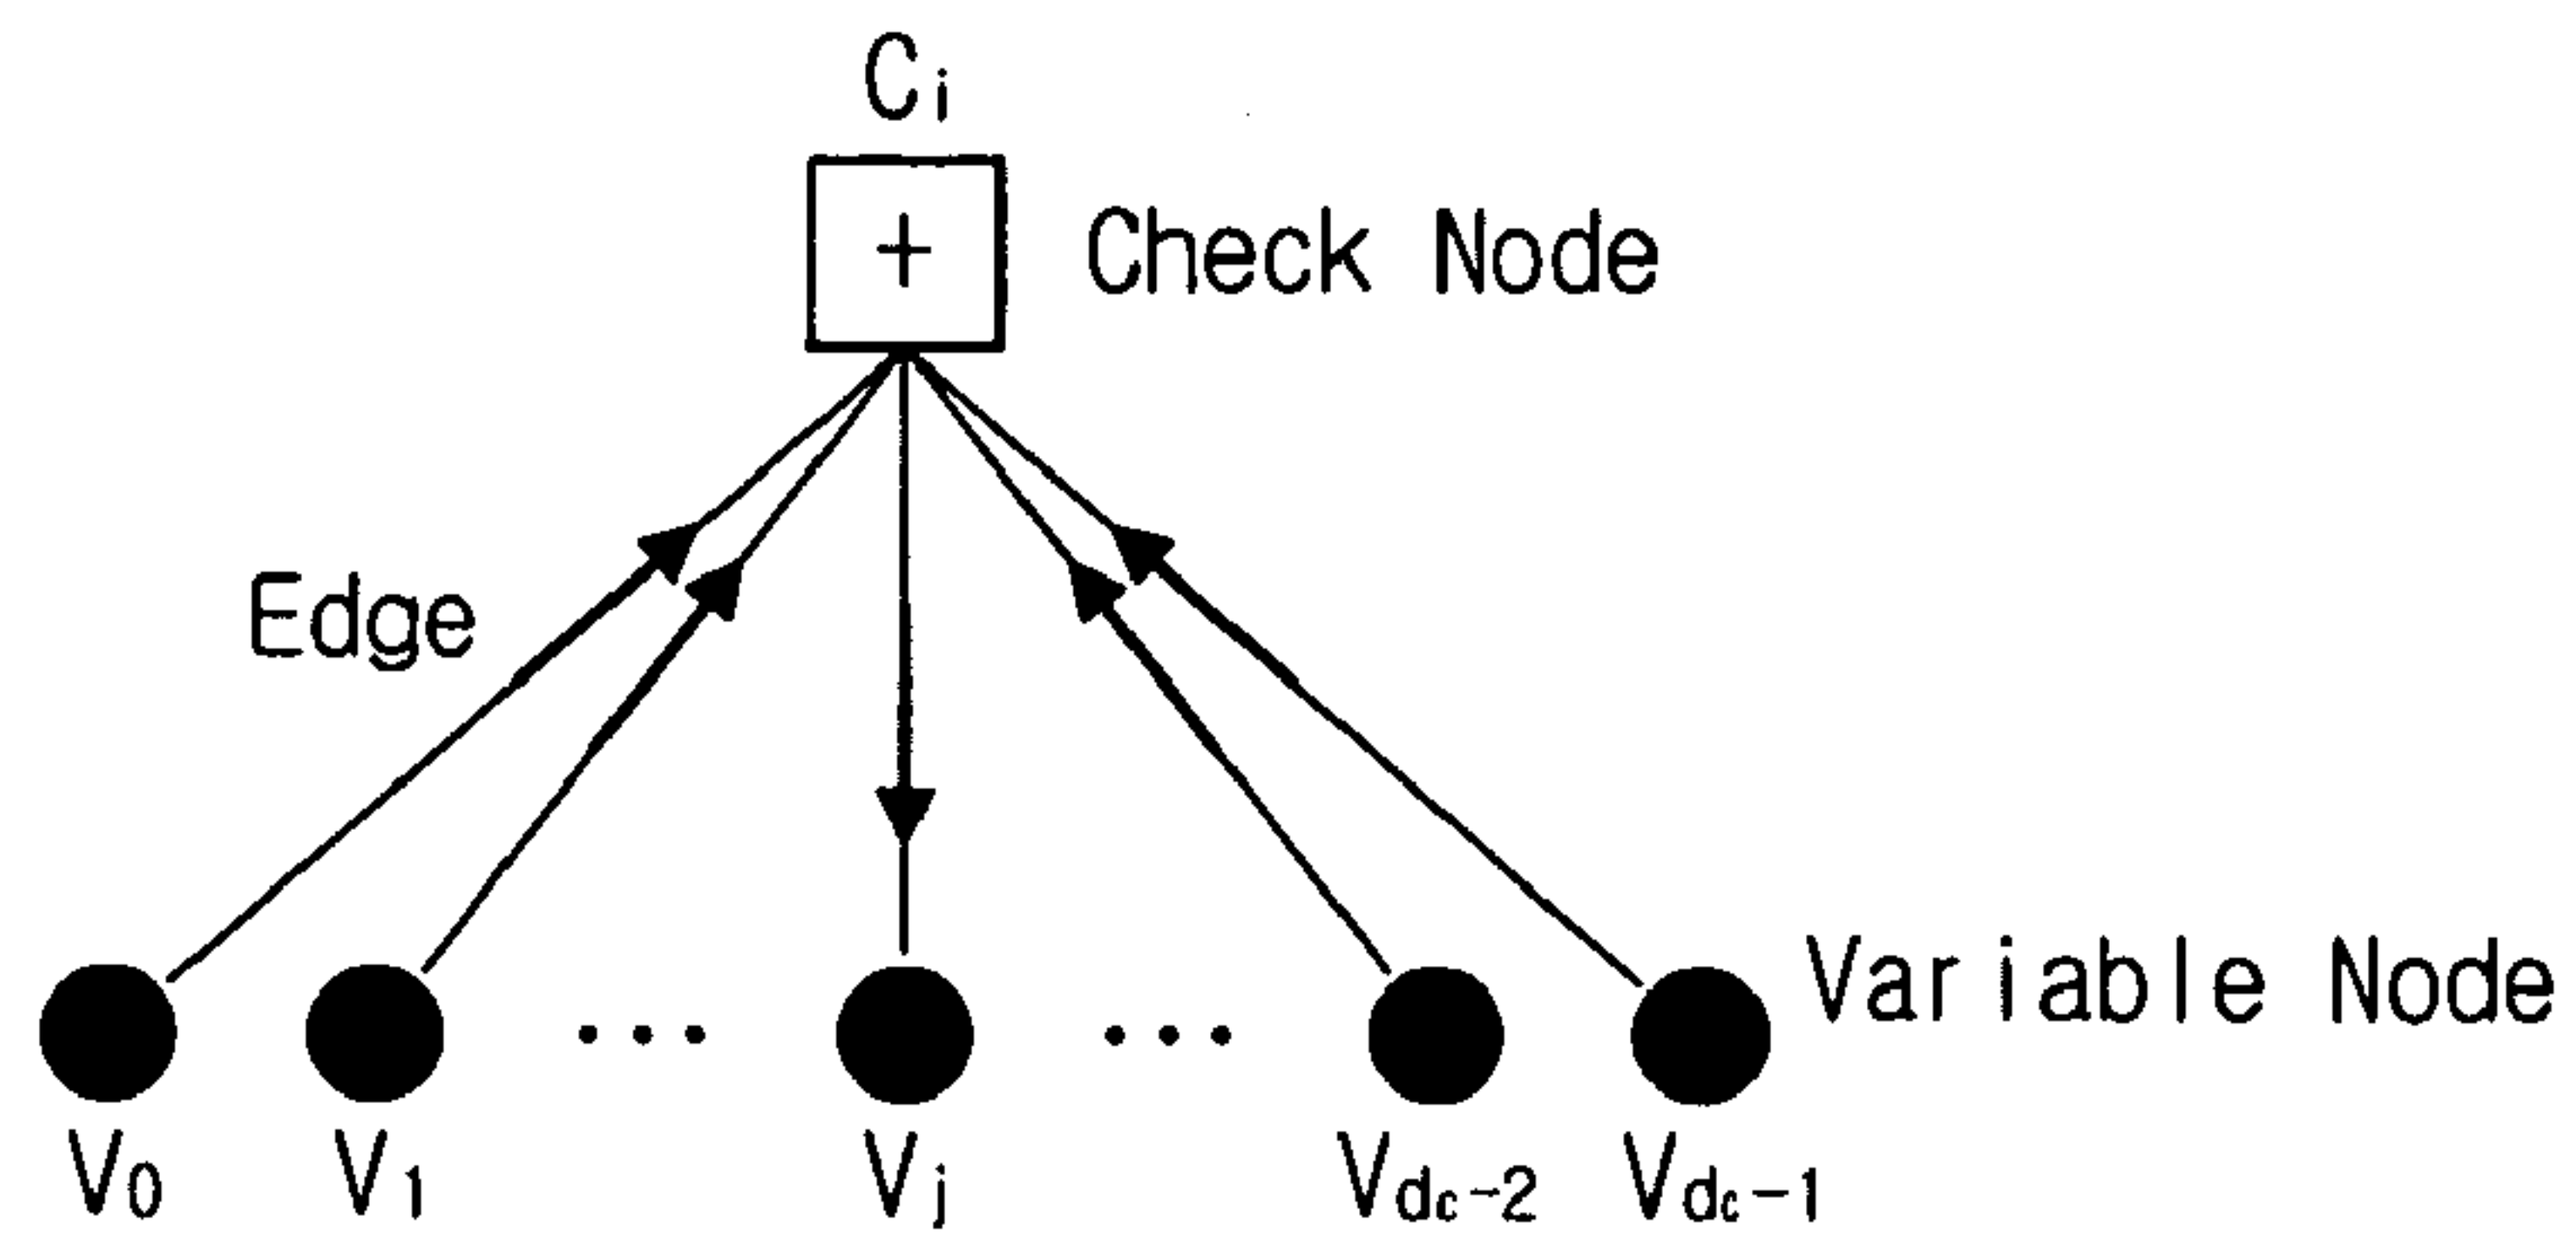 Ci
+
Check Node
Edge
Variable Node
V0 V1 ... Vj ... Vdc-2 Vdc-1